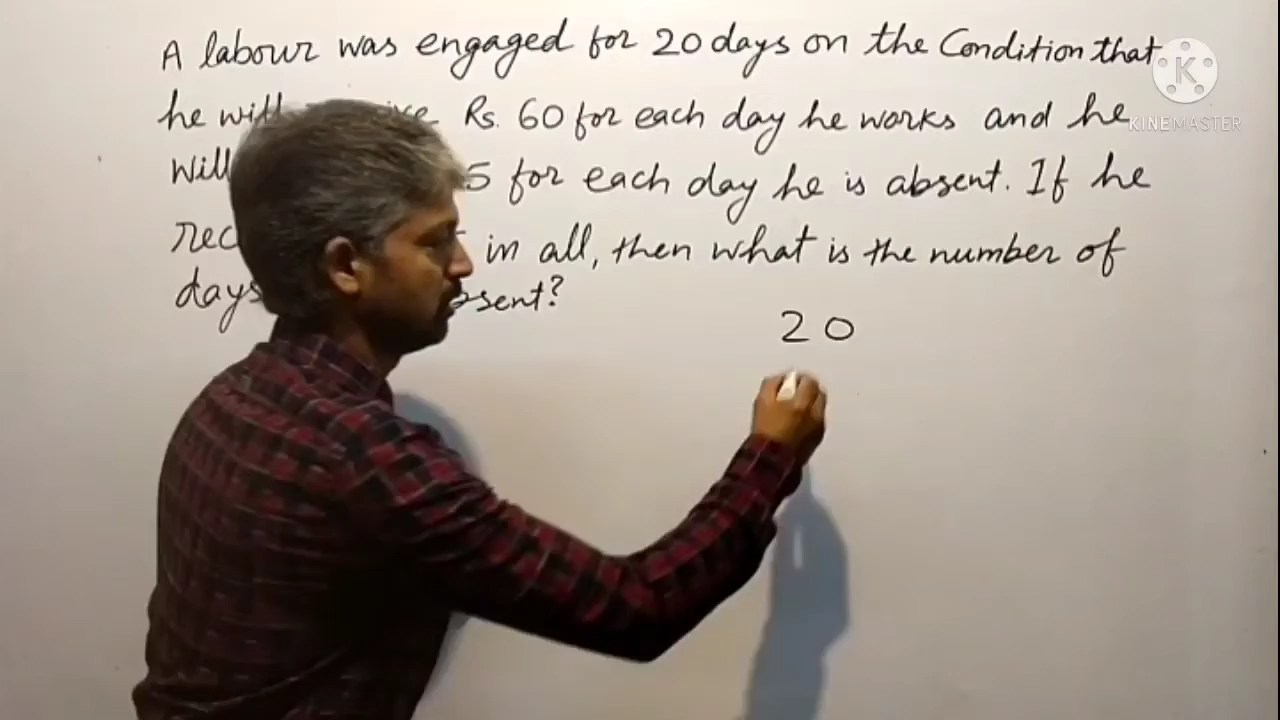 A labour was engaged for 20 days on the Condition that
he will Rs. 60 for each day he works and he
Will 5 for each day he is absent. If he
in all, then what is the number of
days absent?
20
K
KINEMASTER